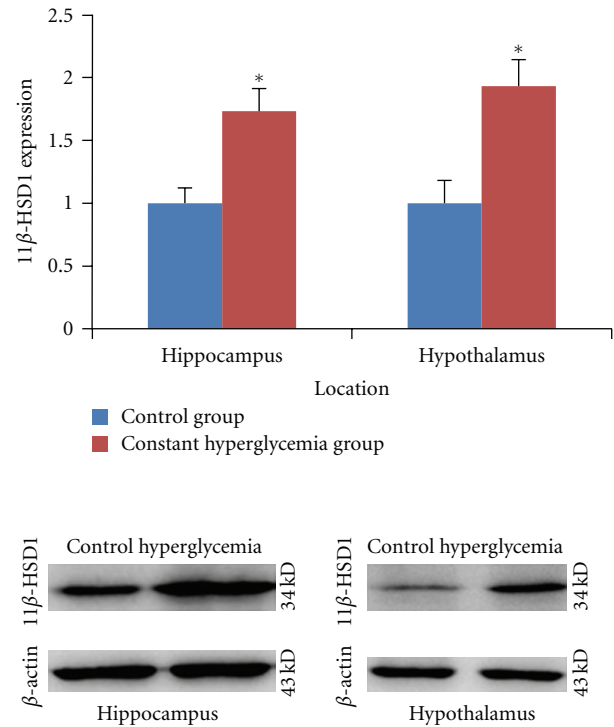 2.5
2
1.5
1
0.5
0
11β-HSD1 expression
*
*
Hippocampus
Hypothalamus
Location
Control group
Constant hyperglycemia group
Control hyperglycemia
11β-HSD1
34 kD
β-actin
43 kD
Hippocampus
Control hyperglycemia
11β-HSD1
34 kD
β-actin
43 kD
Hypothalamus